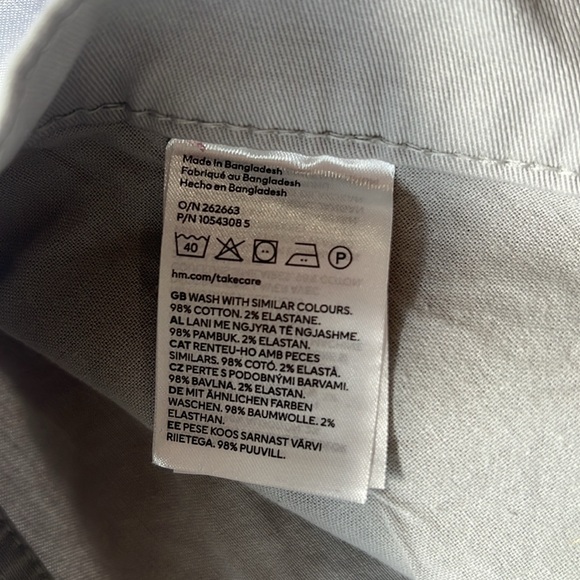 Made in Bangladesh
Fabriqué au Bangladesh
Hecho en Bangladesh
O/N 262663
P/N 1054308 5
40 P
hm.com/takecare
GB WASH WITH SIMILAR COLOURS.
98% COTTON. 2% ELASTANE.
AL LANI ME NGJYRA TË NGJASHME.
98% PAMBUK. 2% ELASTAN.
CAT RENTEU-HO AMB PECES
SIMILARS. 98% COTÓ. 2% ELASTÀ.
CZ PERTE S PODOBNÝMI BARVAMI.
98% BAVLNA. 2% ELASTAN.
DE MIT ÄHNLICHEN FARBEN
WASCHEN. 98% BAUMWOLLE. 2%
ELASTHAN.
EE PESE KOOS SARNAST VÄRVI
RIIETEGA. 98% PUUVILL.